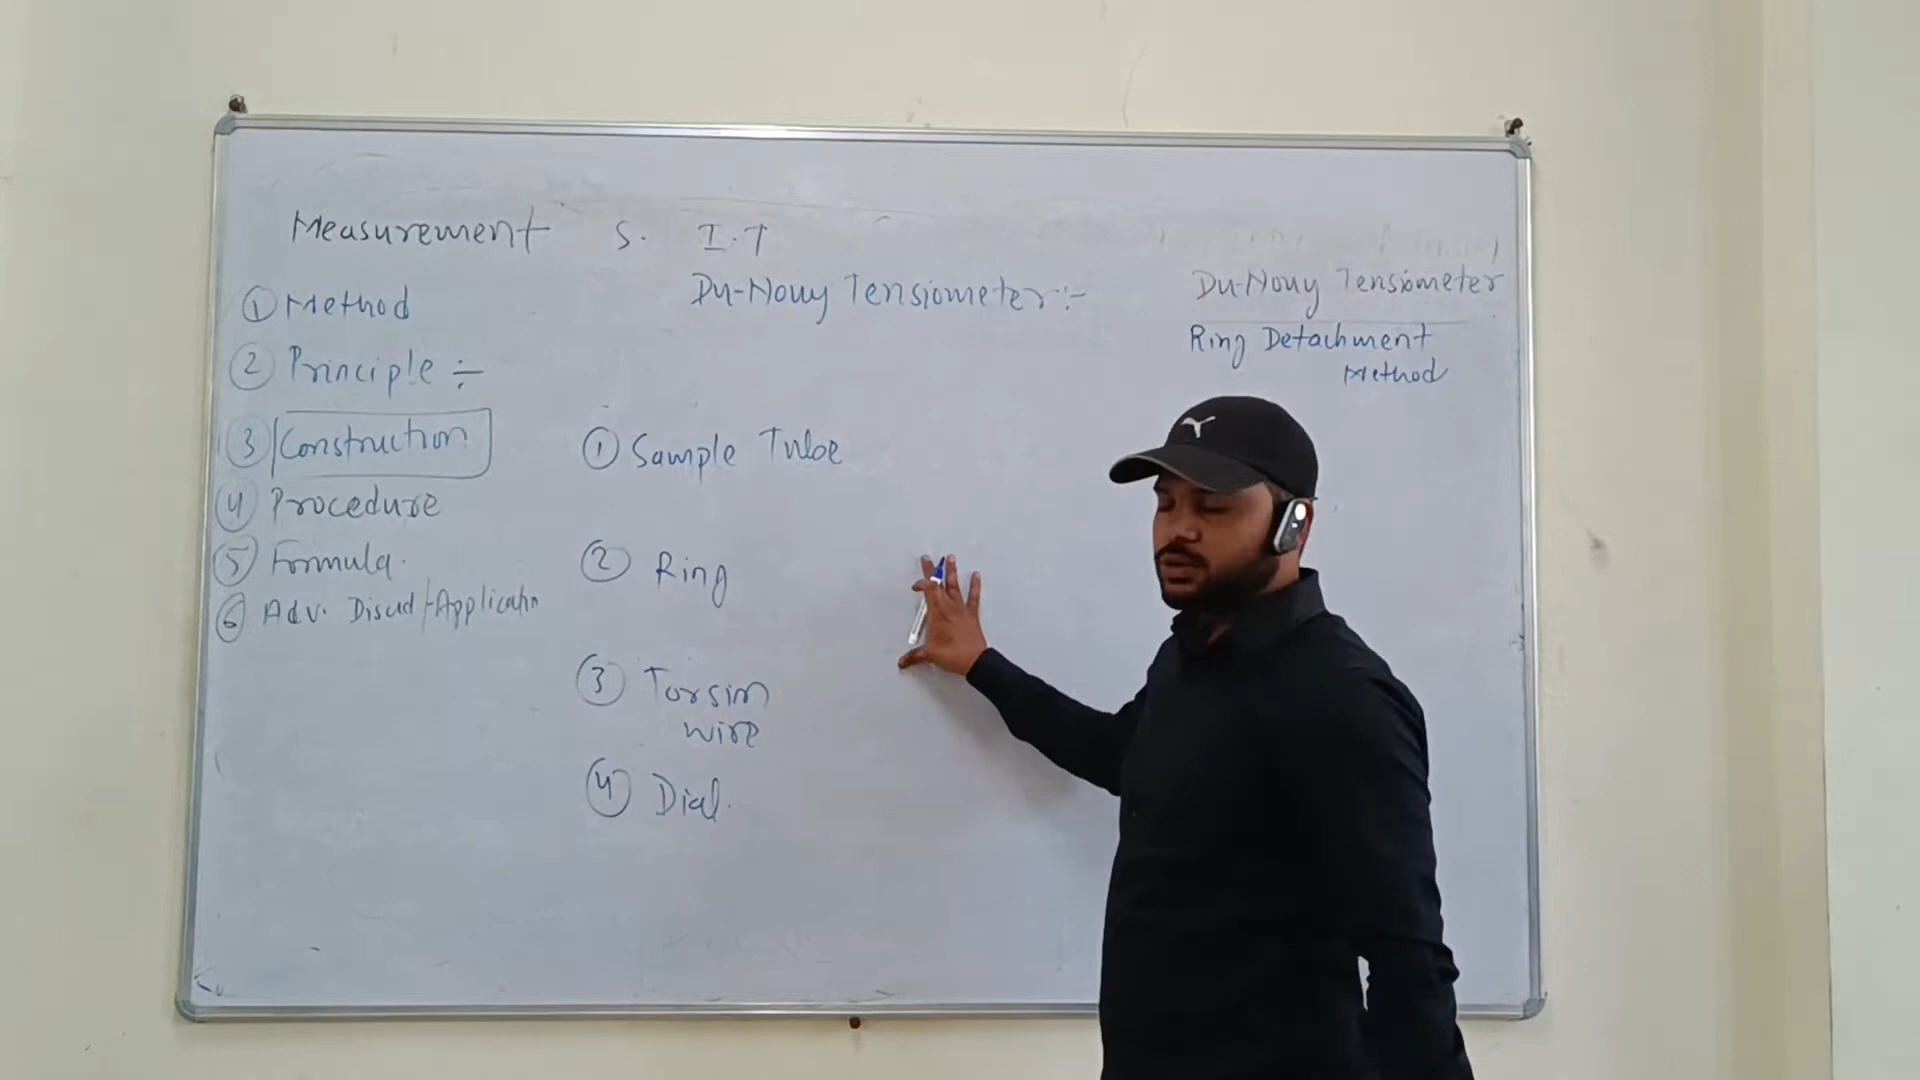 Measurement S. I.T
Du-Nouy Tensiometer:-
① Method
② Principle ÷
③ Construction
④ Procedure
⑤ Formula.
⑥ Adv. Disad/Applicatn
① Sample Tube
② Ring
③ Torsion
wire
④ Dial.
Du-Nouy Tensiometer
Ring Detachment
Method